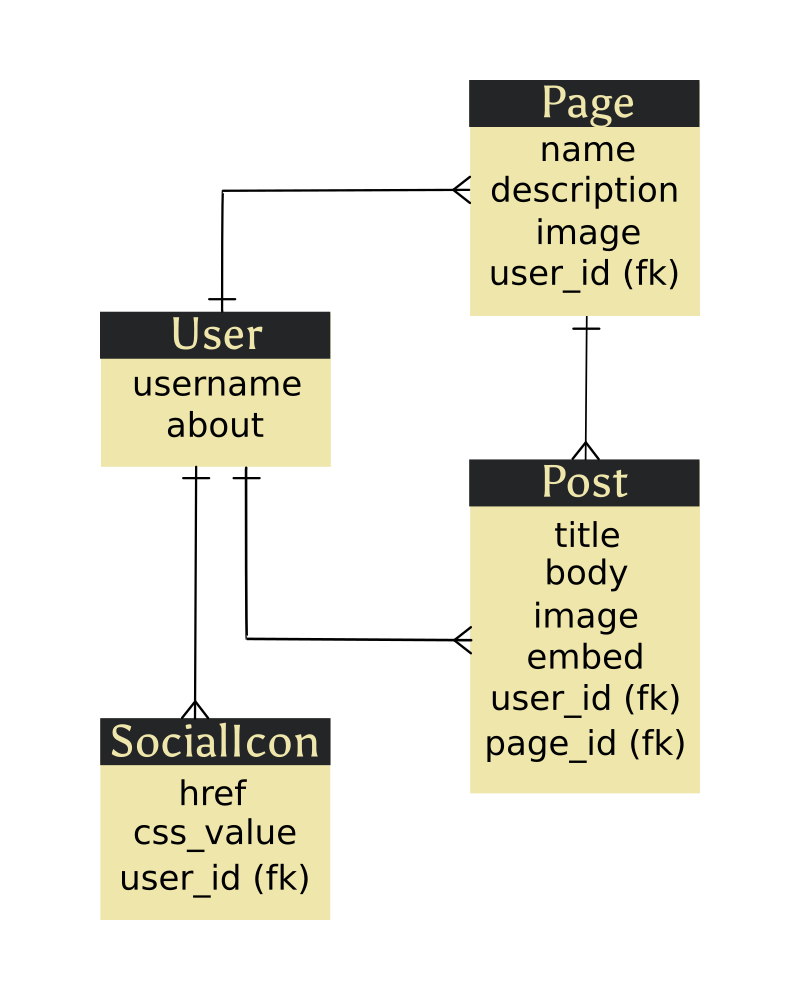 Page
name
description
image
user_id (fk)
User
username
about
Post
title
body
image
embed
user_id (fk)
page_id (fk)
SocialIcon
href
css_value
user_id (fk)